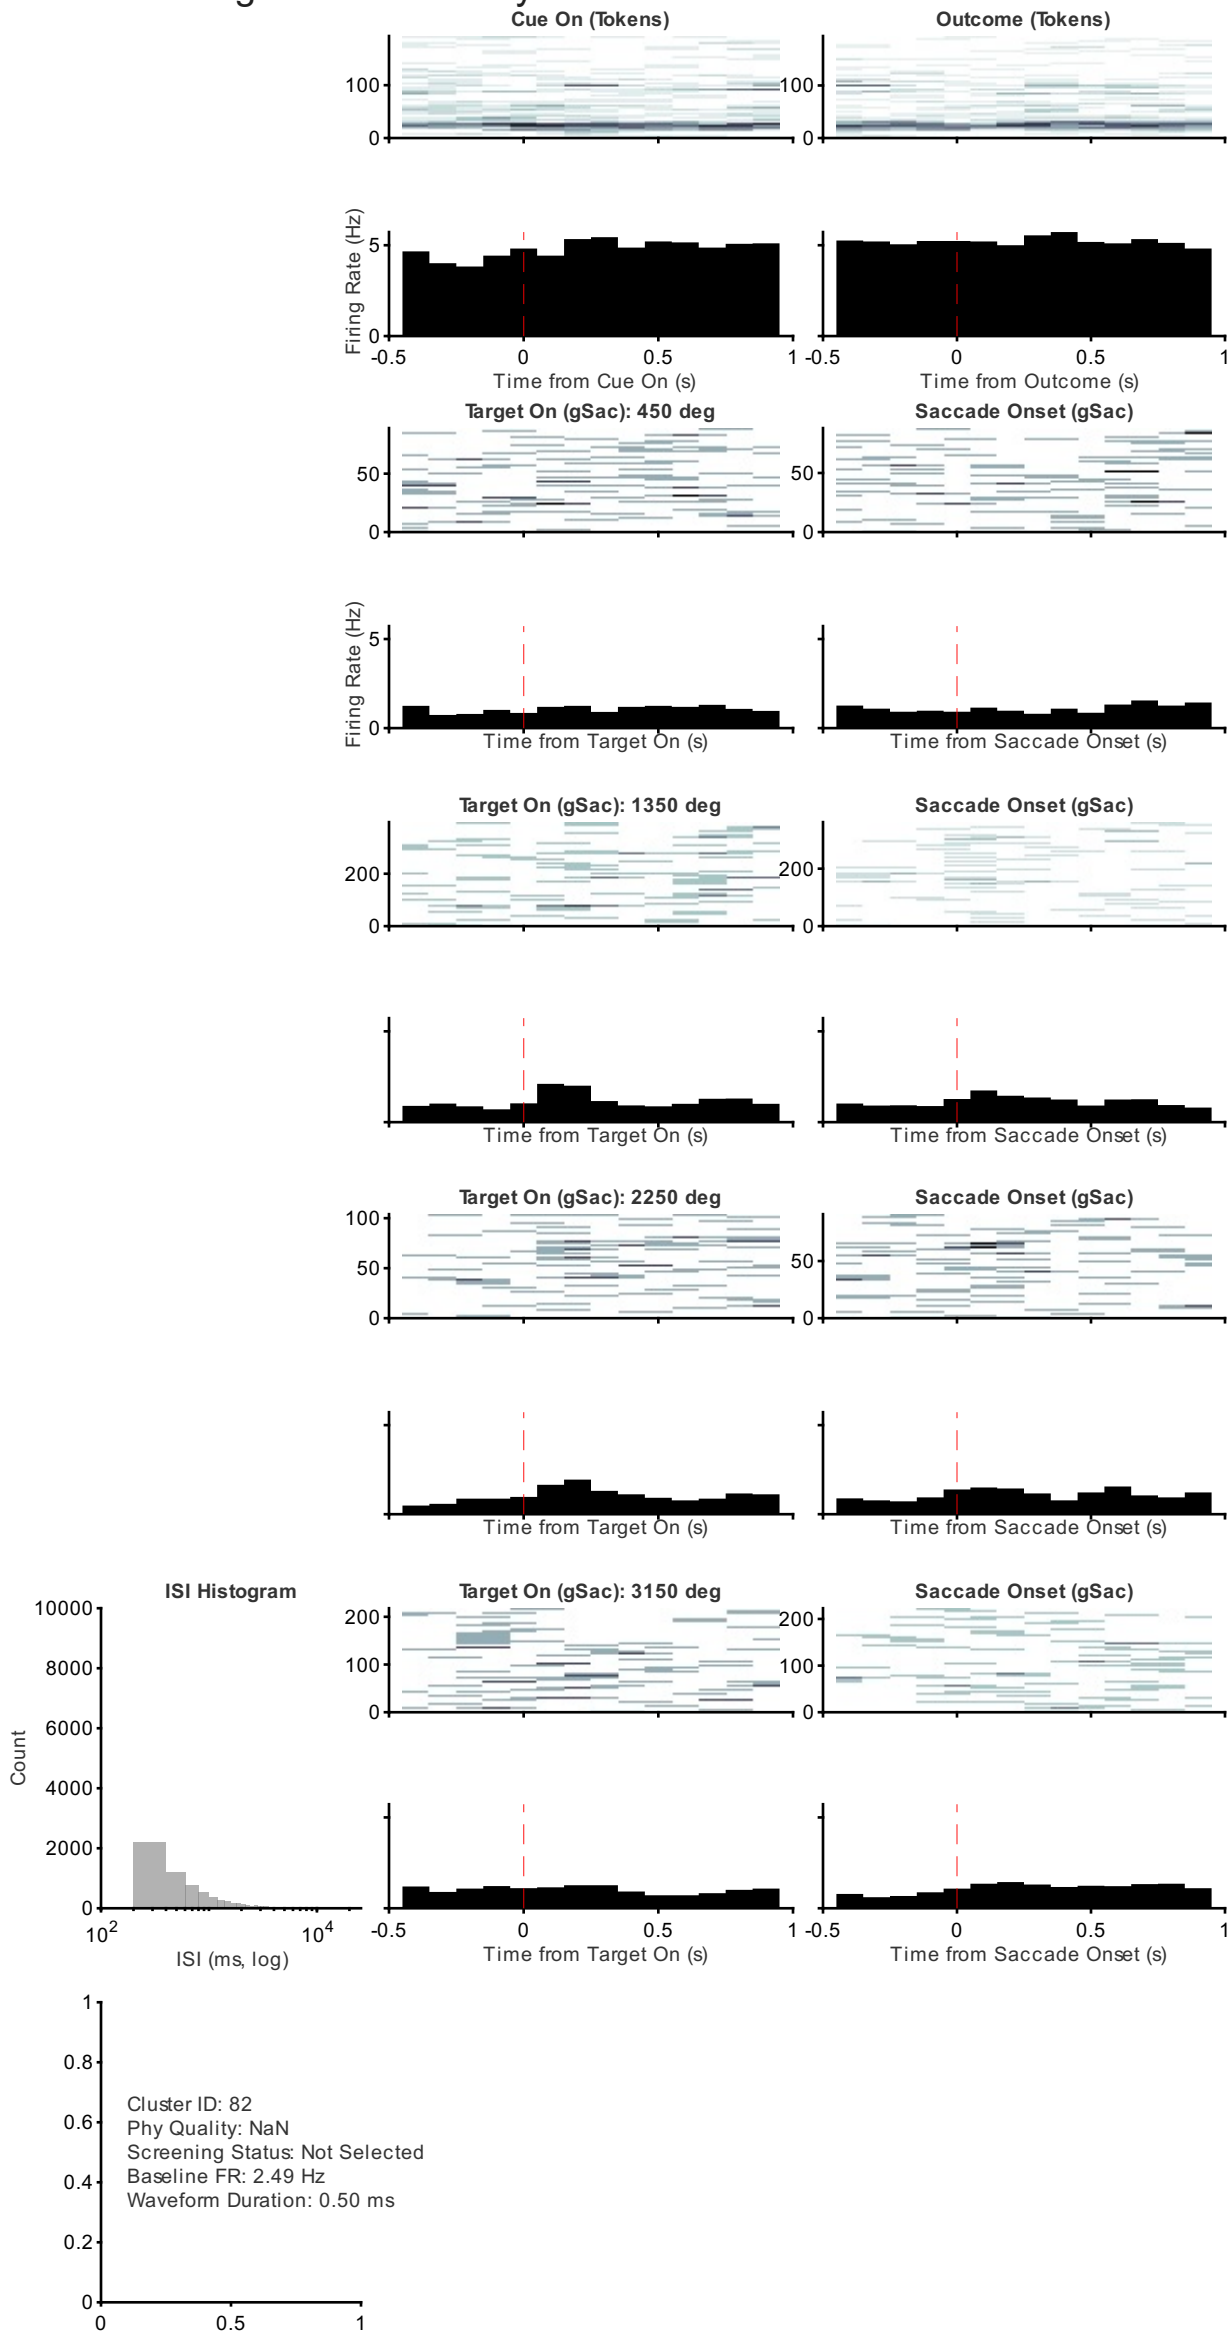 Cue On (Tokens)
Outcome (Tokens)
100
0
100
0
Firing Rate (Hz)
5
0
-0.5 0 0.5 1
Time from Cue On (s)
-0.5 0 0.5 1
Time from Outcome (s)
Target On (gSac): 450 deg
Saccade Onset (gSac)
50
0
50
0
Firing Rate (Hz)
5
0
Time from Target On (s)
Time from Saccade Onset (s)
Target On (gSac): 1350 deg
Saccade Onset (gSac)
200
0
200
0
Time from Target On (s)
Time from Saccade Onset (s)
Target On (gSac): 2250 deg
Saccade Onset (gSac)
100
50
0
50
0
Time from Target On (s)
Time from Saccade Onset (s)
ISI Histogram
10000
8000
6000
4000
2000
0
Count
10^2 10^4
ISI (ms, log)
Target On (gSac): 3150 deg
Saccade Onset (gSac)
200
100
0
200
100
0
-0.5 0 0.5 1
Time from Target On (s)
-0.5 0 0.5 1
Time from Saccade Onset (s)
1
0.8
0.6
0.4
0.2
0
Cluster ID: 82
Phy Quality: NaN
Screening Status: Not Selected
Baseline FR: 2.49 Hz
Waveform Duration: 0.50 ms
0 0.5 1